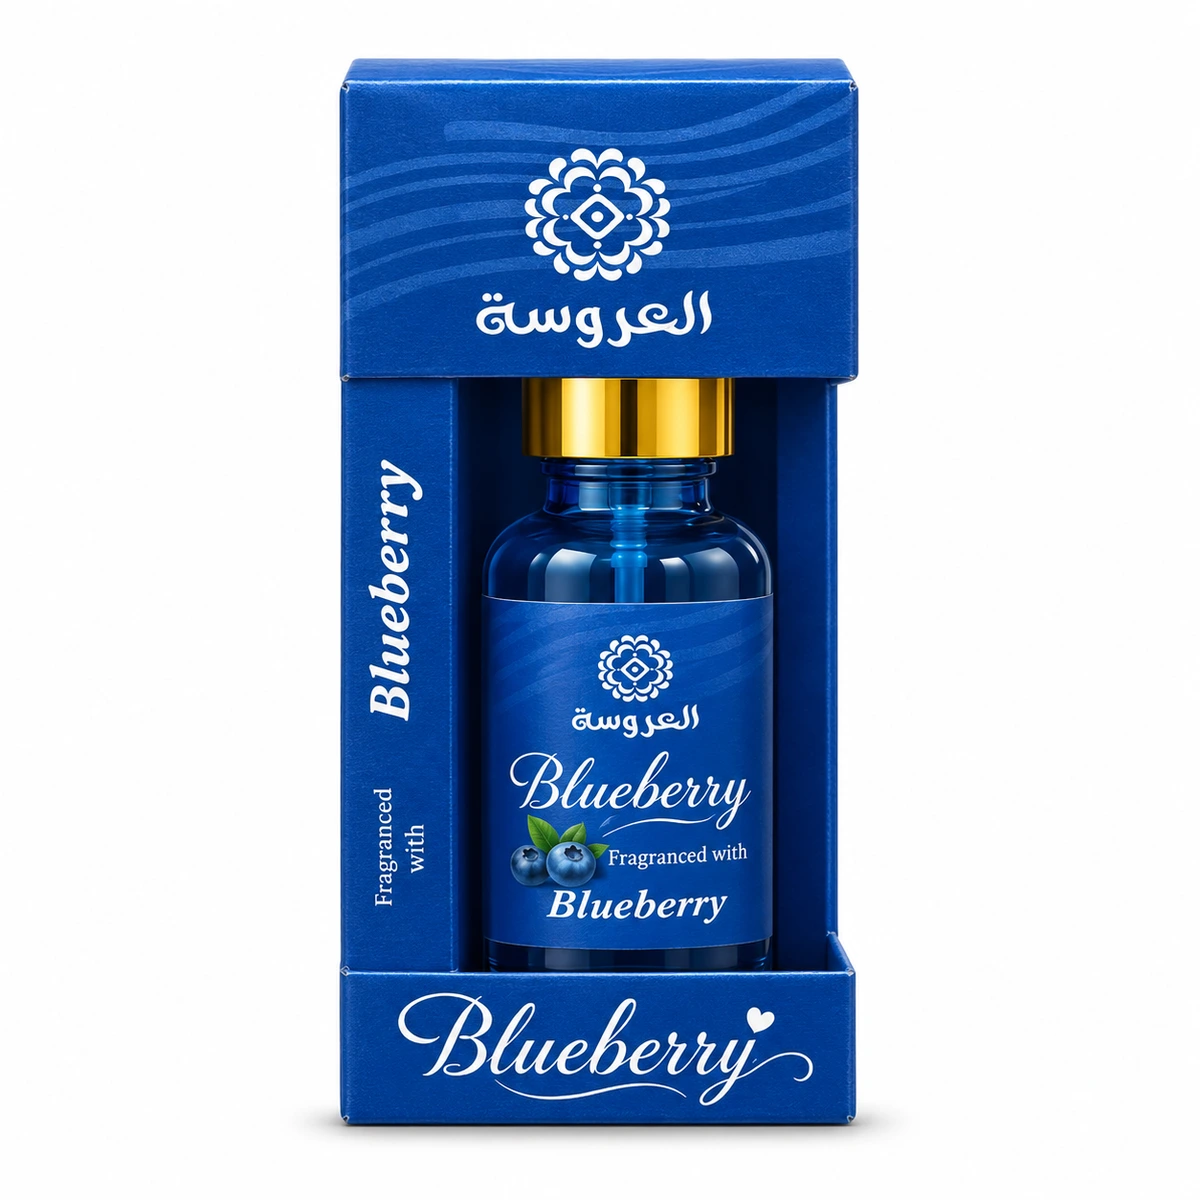 العروسة
Blueberry
Fragranced
with
العروسة
Blueberry
Fragranced with
Blueberry
Blueberry